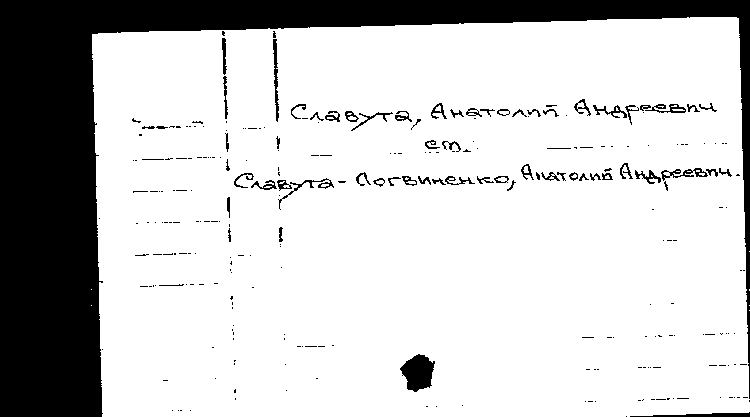 Славута, Анатолий Андреевич
см.
Славута-Логвиненко, Анатолий Андреевич.